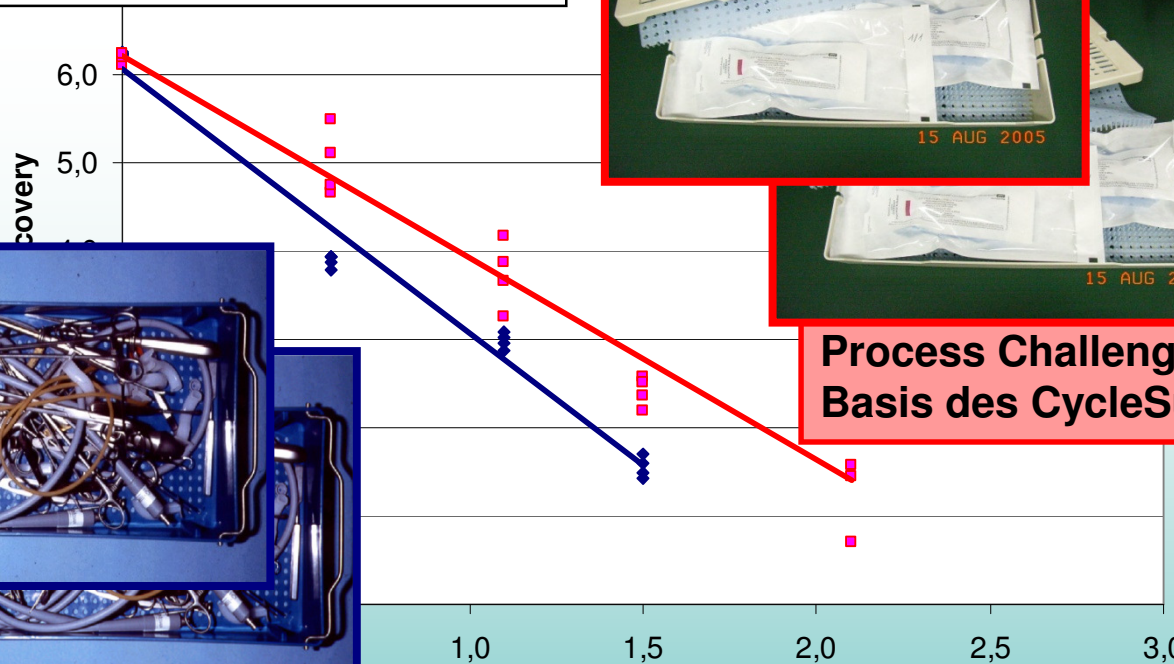 6,0
5,0
covery
15 AUG 2005
15 AUG 2
Process Challeng
Basis des CycleS
1,0
1,5
2,0
2,5
3,0